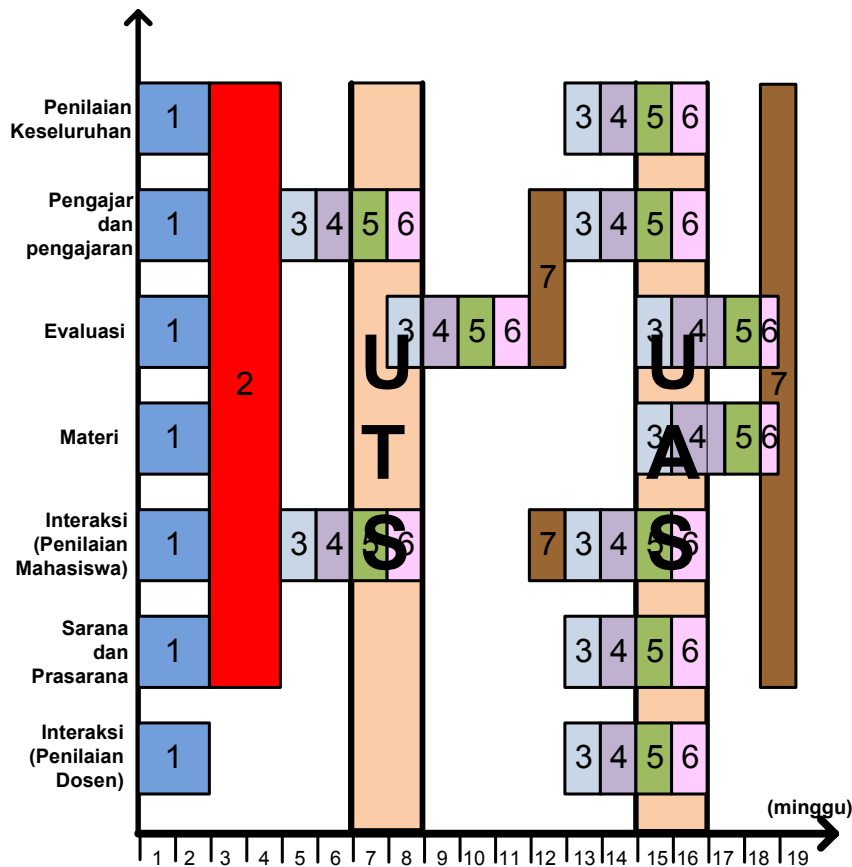 Penilaian
Keseluruhan
1
3 4 5 6
Pengajar
dan
pengajaran
1
3 4 5 6
3 4 5 6
7
Evaluasi
1
3 4 5 6
3 4 5 6
2
U
T
S
U
A
S
7
Materi
1
3 4 5 6
Interaksi
(Penilaian
Mahasiswa)
1
3 4 5 6
7 3 4 5 6
Sarana
dan
Prasarana
1
3 4 5 6
Interaksi
(Penilaian
Dosen)
1
3 4 5 6
(minggu)
1 2 3 4 5 6 7 8 9 10 11 12 13 14 15 16 17 18 19